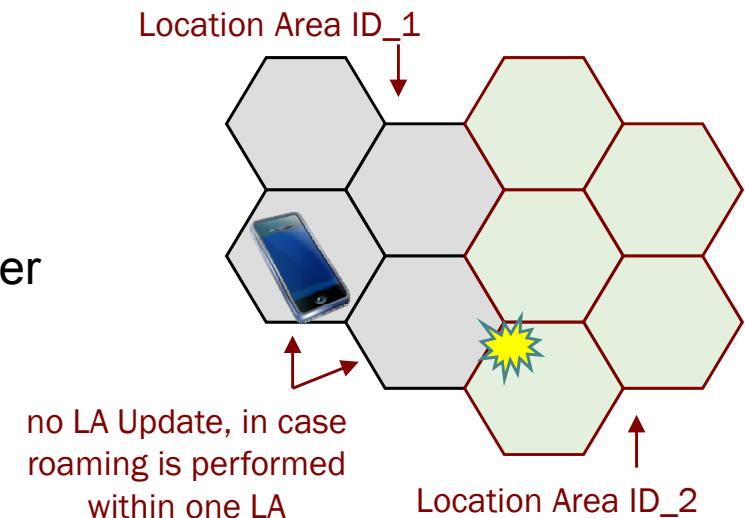 Location Area ID_1
er
no LA Update, in case
roaming is performed
within one LA
Location Area ID_2